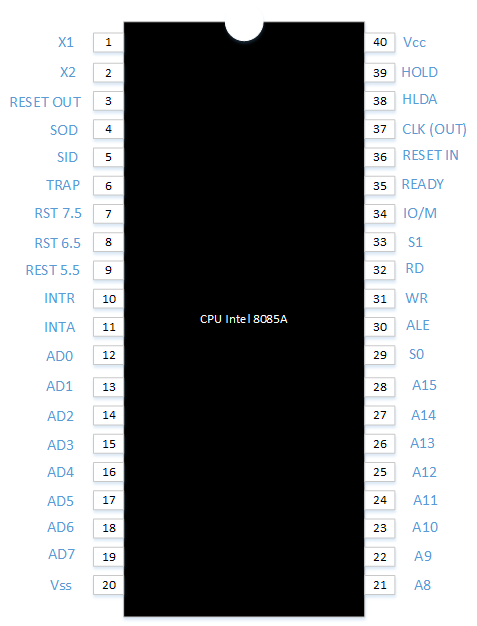 X1 1 40 Vcc
X2 2 39 HOLD
RESET OUT 3 38 HLDA
SOD 4 37 CLK (OUT)
SID 5 36 RESET IN
TRAP 6 35 READY
RST 7.5 7 34 IO/M
RST 6.5 8 33 S1
REST 5.5 9 32 RD
INTR 10 31 WR
CPU Intel 8085A
INTA 11 30 ALE
AD0 12 29 S0
AD1 13 28 A15
AD2 14 27 A14
AD3 15 26 A13
AD4 16 25 A12
AD5 17 24 A11
AD6 18 23 A10
AD7 19 22 A9
Vss 20 21 A8